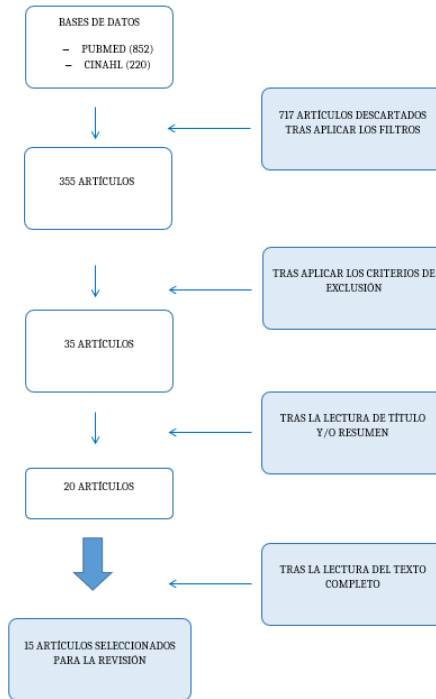 BASES DE DATOS
– PUBMED (852)
– CINAHL (220)
717 ARTÍCULOS DESCARTADOS
TRAS APLICAR LOS FILTROS
355 ARTÍCULOS
TRAS APLICAR LOS CRITERIOS DE
EXCLUSIÓN
35 ARTÍCULOS
TRAS LA LECTURA DE TÍTULO
Y/O RESUMEN
20 ARTÍCULOS
TRAS LA LECTURA DEL TEXTO
COMPLETO
15 ARTÍCULOS SELECCIONADOS
PARA LA REVISIÓN